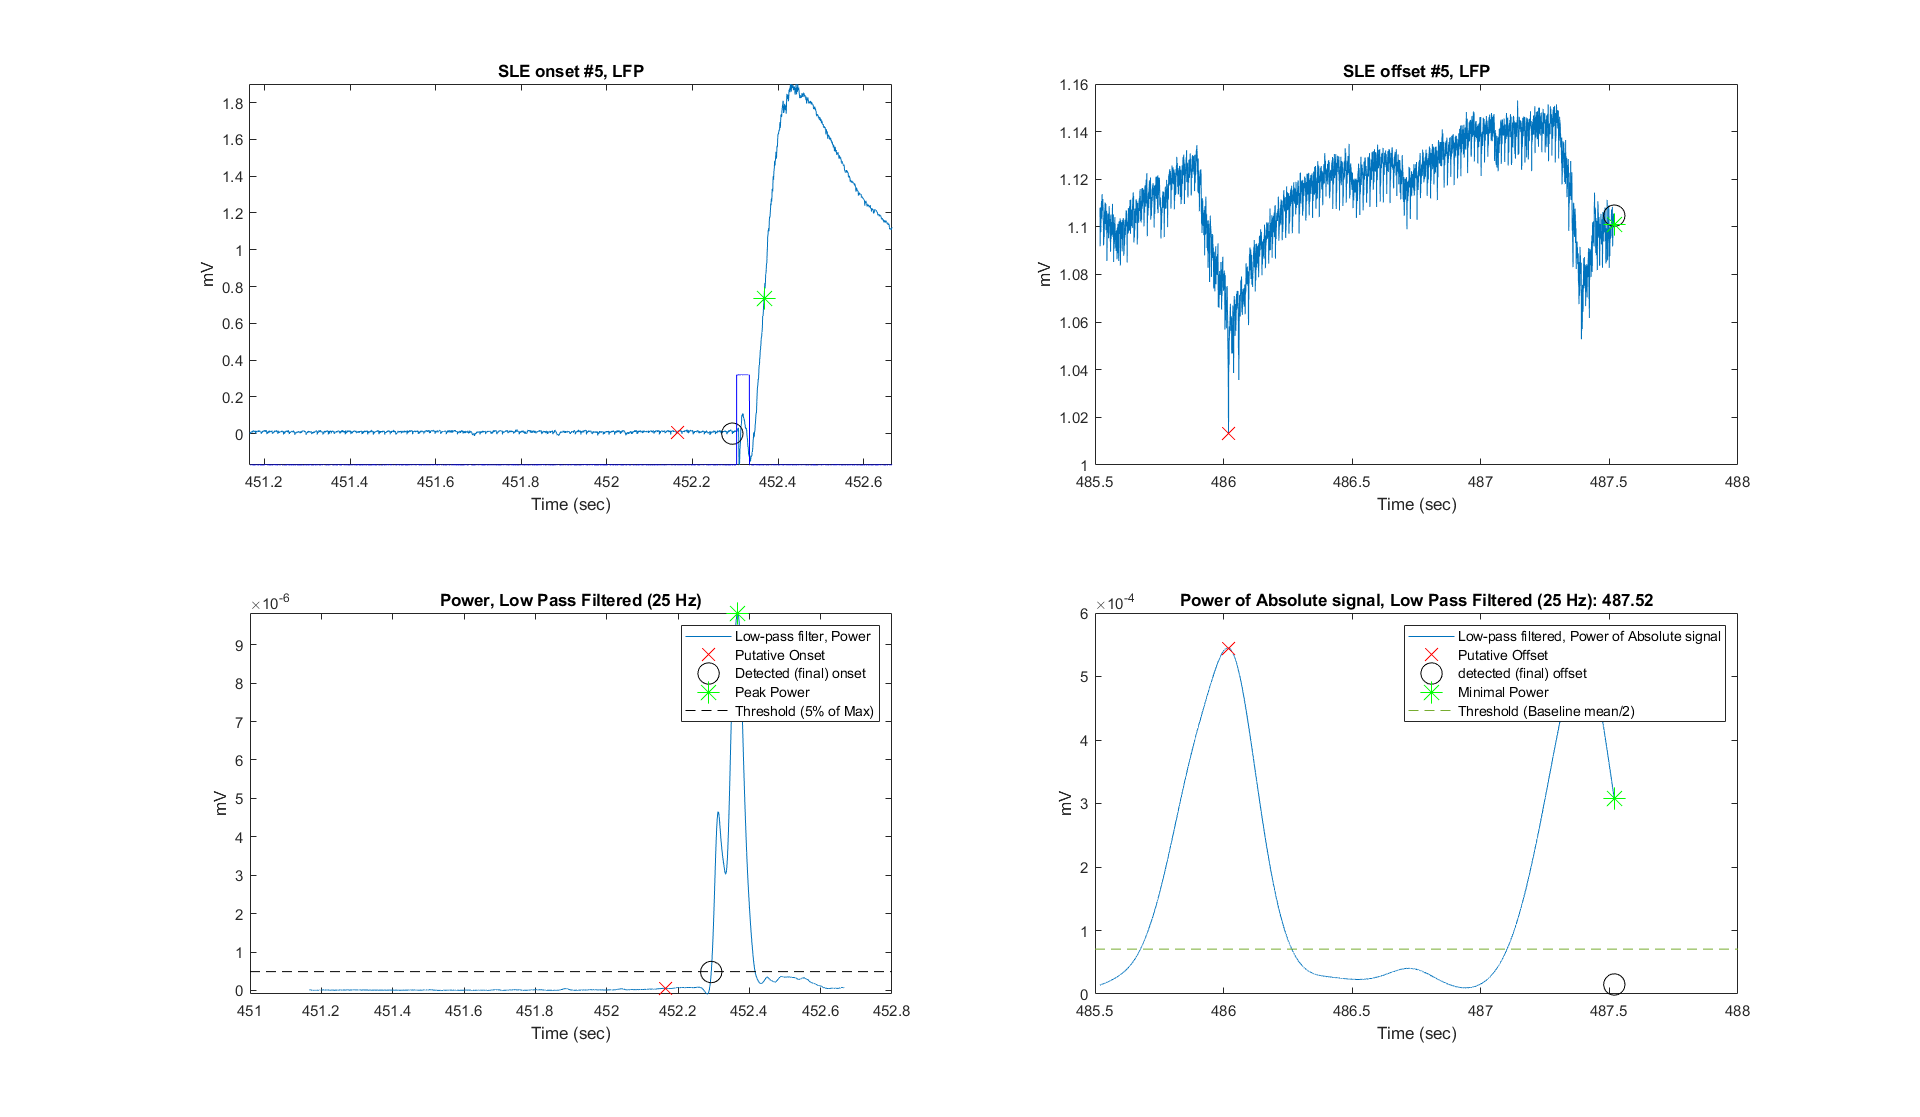 SLE onset #5, LFP
1.8
1.6
1.4
1.2
1
0.8
0.6
0.4
0.2
0
mV
451.2 451.4 451.6 451.8 452 452.2 452.4 452.6
Time (sec)
SLE offset #5, LFP
1.16
1.14
1.12
1.1
1.08
1.06
1.04
1.02
1
mV
485.5 486 486.5 487 487.5 488
Time (sec)
×10-6
Power, Low Pass Filtered (25 Hz)
9
8
7
6
5
4
3
2
1
0
mV
Low-pass filter, Power
Putative Onset
Detected (final) onset
Peak Power
Threshold (5% of Max)
451 451.2 451.4 451.6 451.8 452 452.2 452.4 452.6 452.8
Time (sec)
×10-4
Power of Absolute signal, Low Pass Filtered (25 Hz): 487.52
6
5
4
3
2
1
0
mV
Low-pass filtered, Power of Absolute signal
Putative Offset
detected (final) offset
Minimal Power
Threshold (Baseline mean/2)
485.5 486 486.5 487 487.5 488
Time (sec)